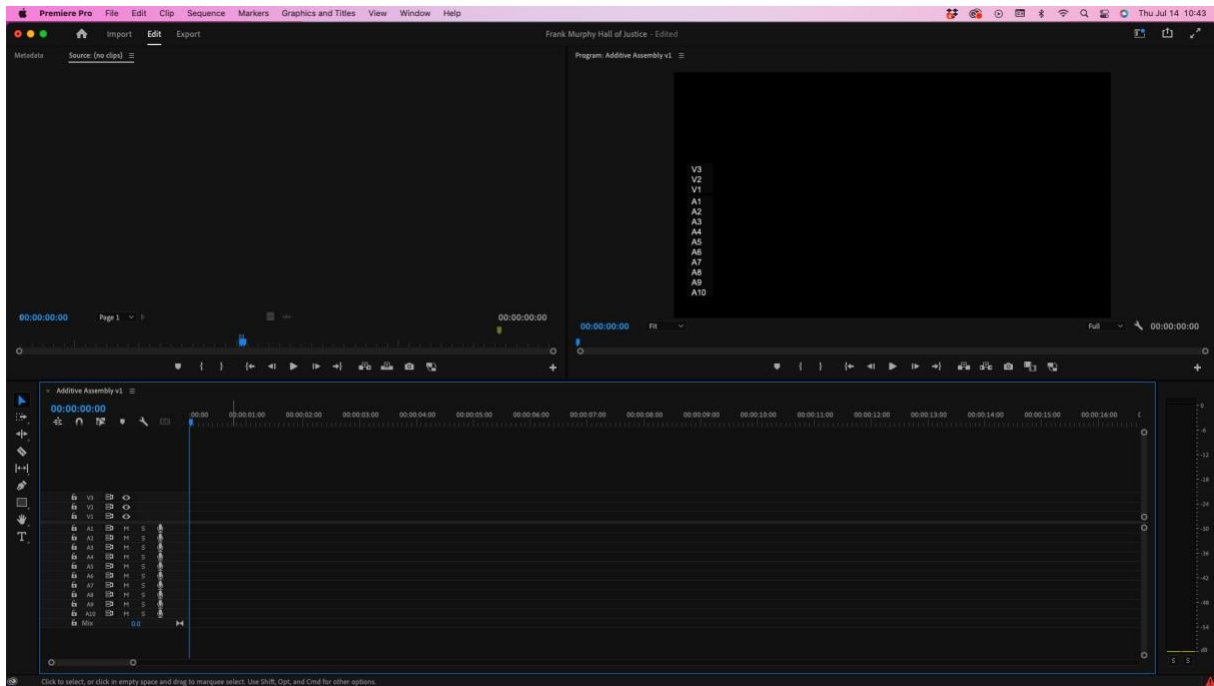 Premiere Pro File Edit Clip Sequence Markers Graphics and Titles View Window Help Thu Jul 14 10:43
Import Edit Export Frank Murphy Hall of Justice - Edited
Metadata Source: (no clips) Program: Additive Assembly v1
V3
V2
V1
A1
A2
A3
A4
A5
A6
A7
A8
A9
A10
00:00:00:00 Page 1 00:00:00:00
00:00:00:00 Fit Full 00:00:00:00
× Additive Assembly v1
00:00:00:00
:00:00 00:00:01:00 00:00:02:00 00:00:03:00 00:00:04:00 00:00:05:00 00:00:06:00 00:00:07:00 00:00:08:00 00:00:09:00 00:00:10:00 00:00:11:00 00:00:12:00 00:00:13:00 00:00:14:00 00:00:15:00 00:00:16:00
V3
V2
V1
A1 M S
A2 M S
A3 M S
A4 M S
A5 M S
A6 M S
A7 M S
A8 M S
A9 M S
A10 M S
Mix 0.0
0
-6
-12
-18
-24
-30
-36
-42
-48
-54
dB
S S
Click to select, or click in empty space and drag to marquee select. Use Shift, Opt, and Cmd for other options.